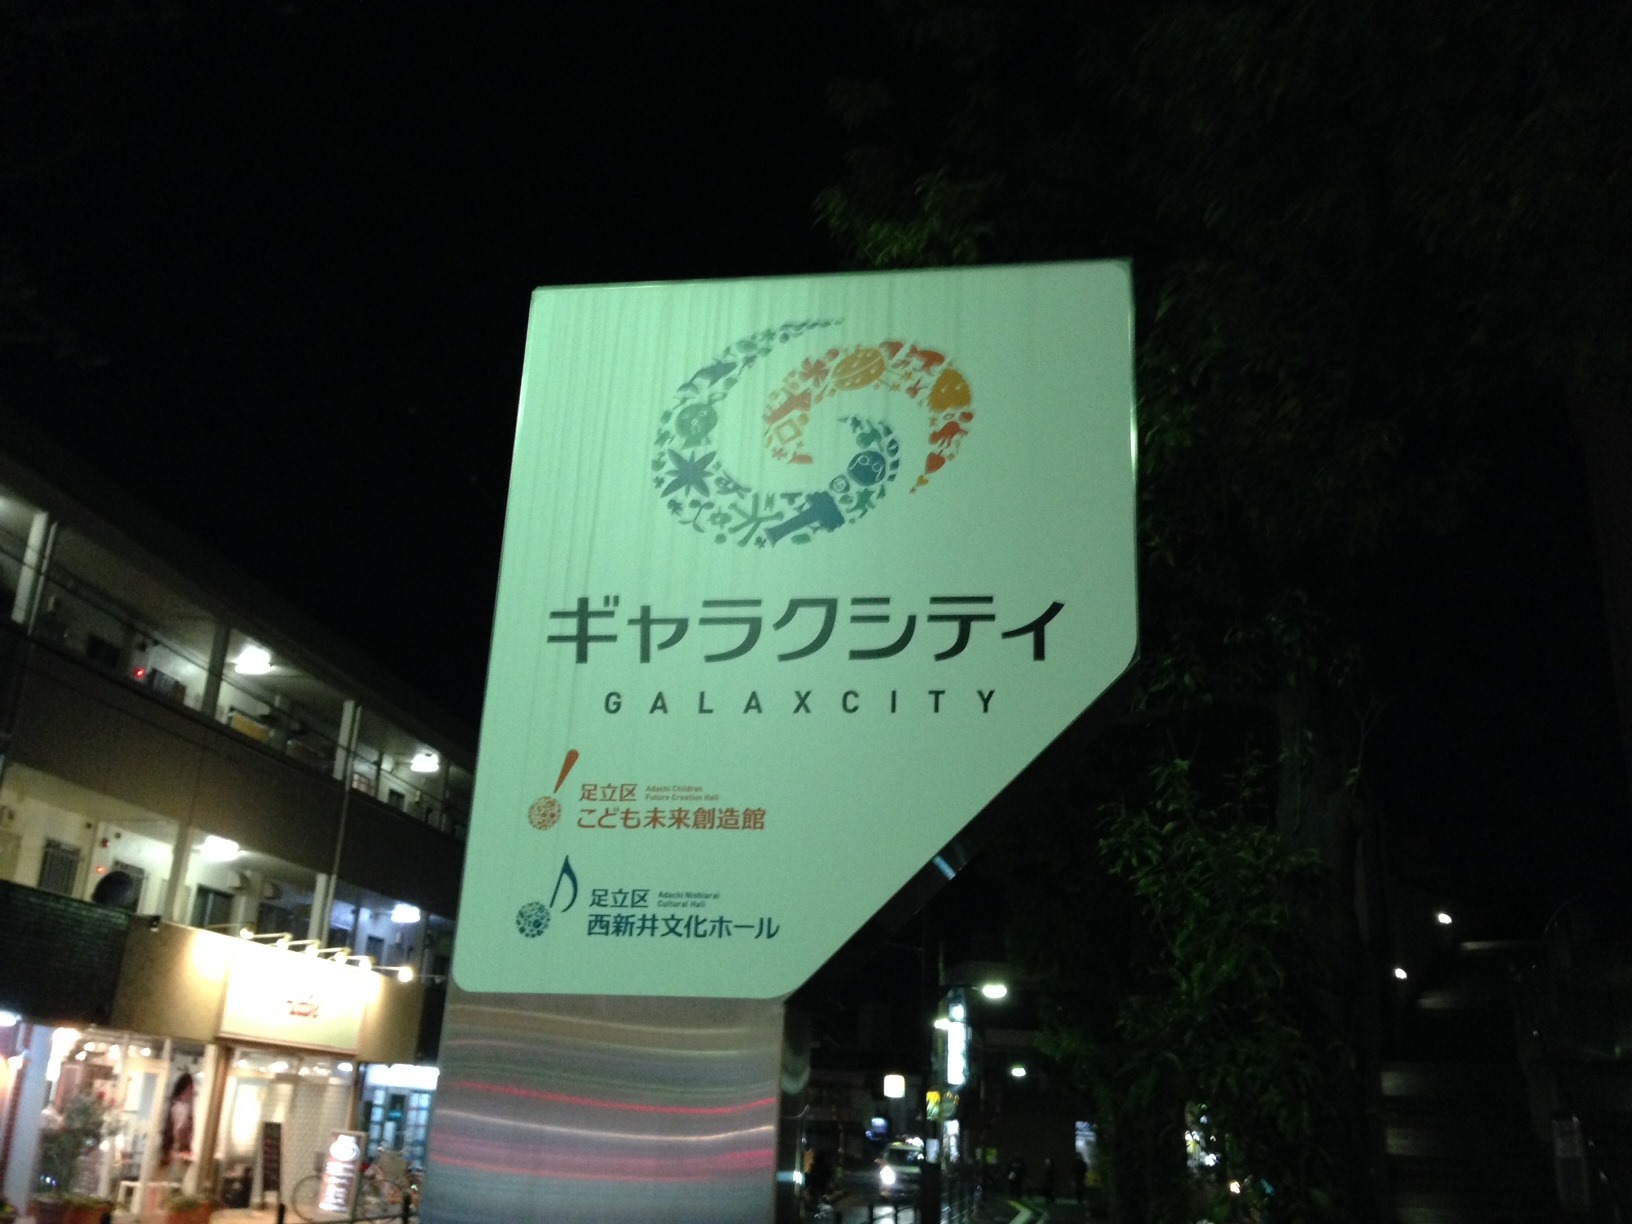 ギャラクシティ
GALAXCITY
足立区
Adachi Children
Future Creation Hall
こども未来創造館
足立区
Adachi Nishiarai
Cultural Hall
西新井文化ホール